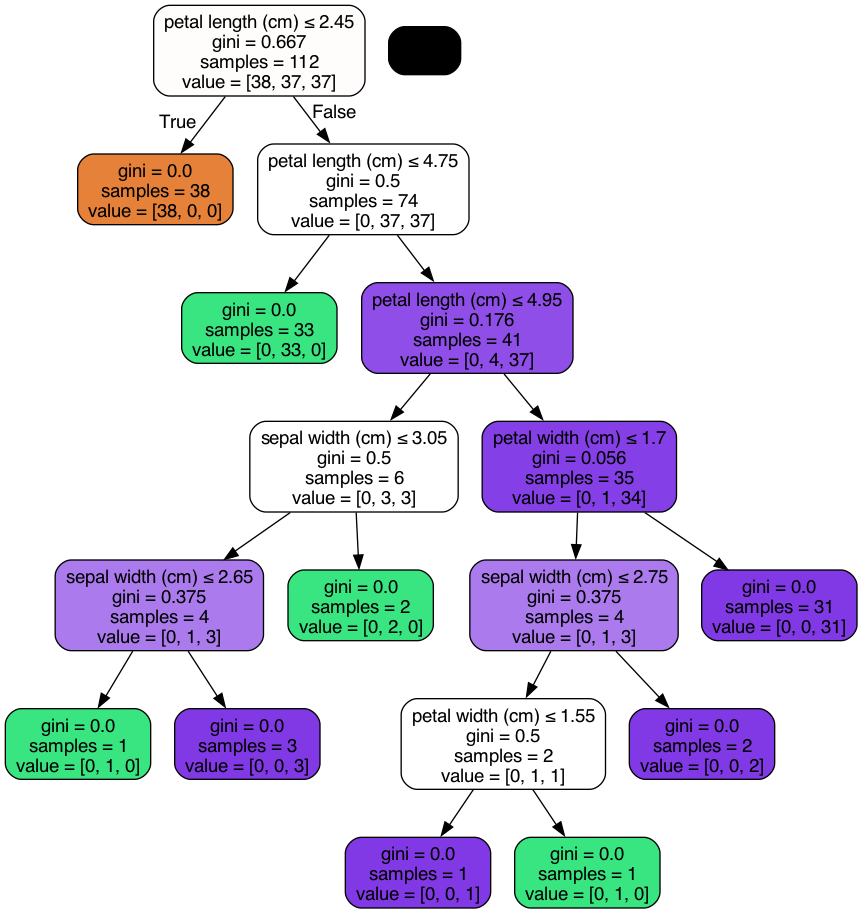 petal length (cm) ≤ 2.45
gini = 0.667
samples = 112
value = [38, 37, 37]
True
False
gini = 0.0
samples = 38
value = [38, 0, 0]
petal length (cm) ≤ 4.75
gini = 0.5
samples = 74
value = [0, 37, 37]
gini = 0.0
samples = 33
value = [0, 33, 0]
petal length (cm) ≤ 4.95
gini = 0.176
samples = 41
value = [0, 4, 37]
sepal width (cm) ≤ 3.05
gini = 0.5
samples = 6
value = [0, 3, 3]
petal width (cm) ≤ 1.7
gini = 0.056
samples = 35
value = [0, 1, 34]
sepal width (cm) ≤ 2.65
gini = 0.375
samples = 4
value = [0, 1, 3]
gini = 0.0
samples = 2
value = [0, 2, 0]
sepal width (cm) ≤ 2.75
gini = 0.375
samples = 4
value = [0, 1, 3]
gini = 0.0
samples = 31
value = [0, 0, 31]
gini = 0.0
samples = 1
value = [0, 1, 0]
gini = 0.0
samples = 3
value = [0, 0, 3]
petal width (cm) ≤ 1.55
gini = 0.5
samples = 2
value = [0, 1, 1]
gini = 0.0
samples = 2
value = [0, 0, 2]
gini = 0.0
samples = 1
value = [0, 0, 1]
gini = 0.0
samples = 1
value = [0, 1, 0]